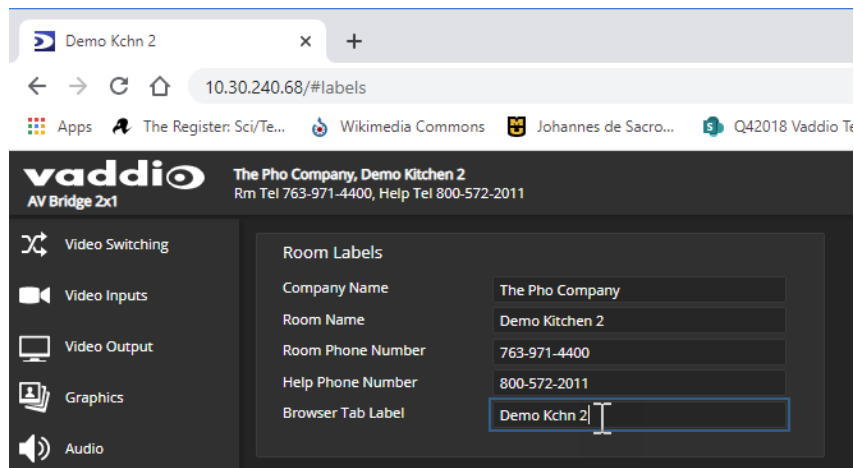 Demo Kchn 2
10.30.240.68/#labels
Apps The Register: Sci/Te... Wikimedia Commons Johannes de Sacro... Q42018 Vaddio Te
vaddio
AV Bridge 2x1
The Pho Company, Demo Kitchen 2
Rm Tel 763-971-4400, Help Tel 800-572-2011
Video Switching
Video Inputs
Video Output
Graphics
Audio
Room Labels
Company Name The Pho Company
Room Name Demo Kitchen 2
Room Phone Number 763-971-4400
Help Phone Number 800-572-2011
Browser Tab Label Demo Kchn 2